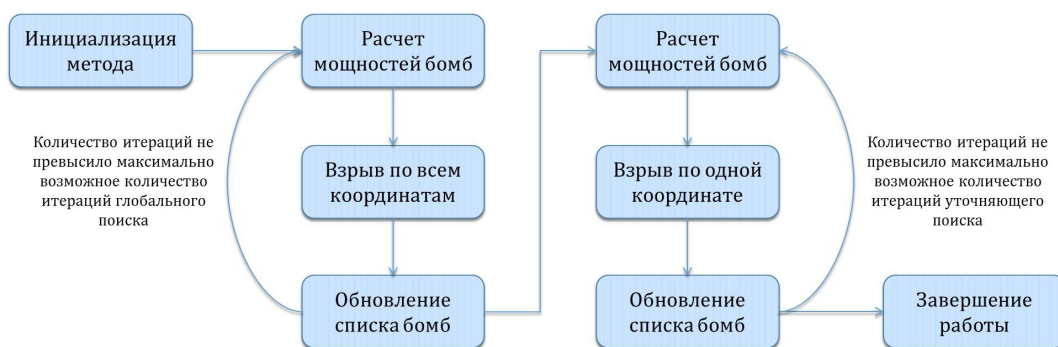 Инициализация
метода
Расчет
мощностей бомб
Расчет
мощностей бомб
Количество итераций не
превысило максимально
возможное количество
итераций глобального
поиска
Взрыв по всем
координатам
Взрыв по одной
координате
Количество итераций не
превысило максимально
возможное количество
итераций уточняющего
поиска
Обновление
списка бомб
Обновление
списка бомб
Завершение
работы